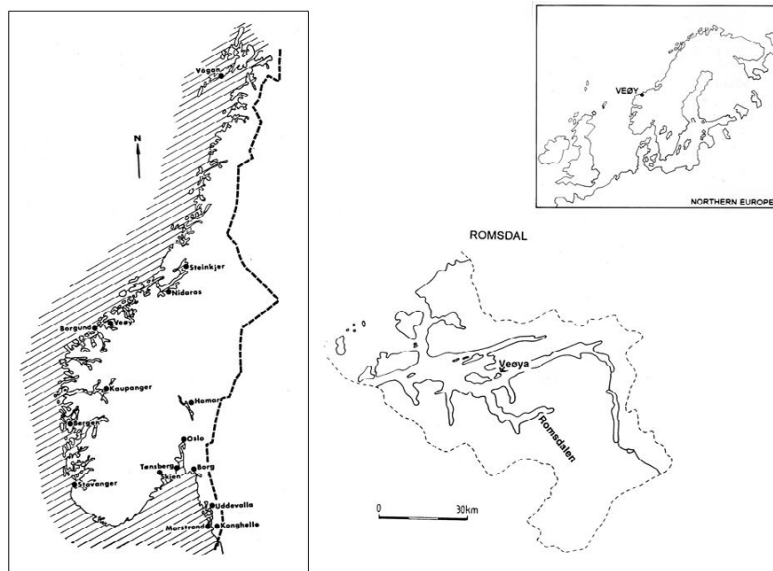 Vågan
N
Steinkjer
Nidaros
Borgund
Veøy
Kaupanger
Hamar
Bergen
Oslo
Tønsberg
Borg
Skien
Stavanger
Uddevalla
Marstrand
Konghelle
VEØY
NORTHERN EUROPE
ROMSDAL
Veøya
Romsdalen
0
30km